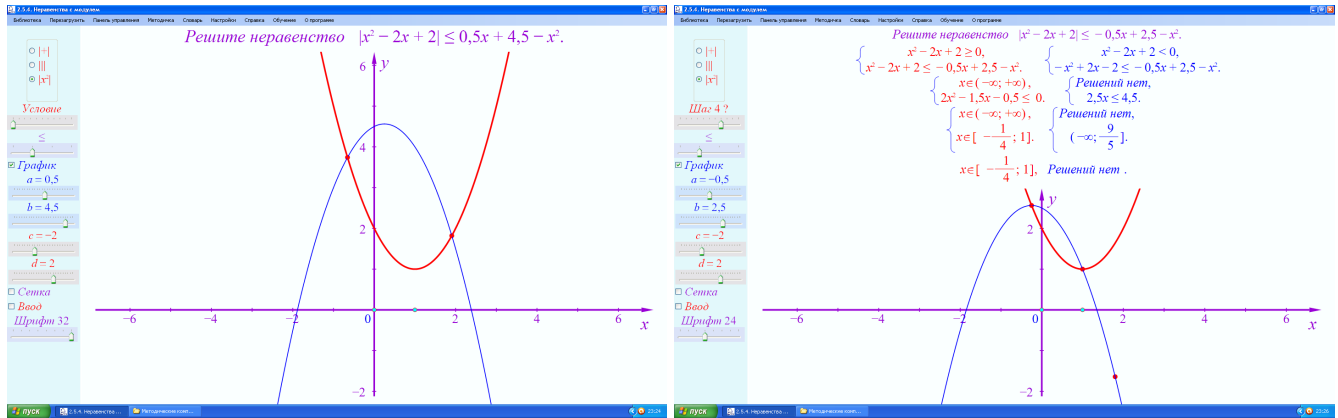 2.5.4. Неравенства с модулем
Библиотека Перезагрузить Панель управления Методичка Словарь Настройки Справка Обучение О программе
Решите неравенство |x² − 2x + 2| ≤ 0,5x + 4,5 − x².
|+|
|||
|x²|
Условие
≤
График
a = 0,5
b = 4,5
c = −2
d = 2
Сетка
Ввод
Шрифт 32
y
6
4
2
−6 −4 −2 0 2 4 6 x
−2
пуск 2.5.4. Неравенства ... Методические комп... 23:24
2.5.4. Неравенства с модулем
Библиотека Перезагрузить Панель управления Методичка Словарь Настройки Справка Обучение О программе
Решите неравенство |x² − 2x + 2| ≤ − 0,5x + 2,5 − x².
x² − 2x + 2 ≥ 0, x² − 2x + 2 < 0,
x² − 2x + 2 ≤ − 0,5x + 2,5 − x². − x² + 2x − 2 ≤ − 0,5x + 2,5 − x².
x∈(−∞; +∞), Решений нет,
2x² − 1,5x − 0,5 ≤ 0. 2,5x ≤ 4,5.
x∈(−∞; +∞), Решений нет,
x∈[ −1/4; 1]. (−∞; 9/5].
x∈[ −1/4; 1], Решений нет .
|+|
|||
|x²|
Шаг 4 ?
≤
График
a = −0,5
b = 2,5
c = −2
d = 2
Сетка
Ввод
Шрифт 24
y
2
−6 −4 −2 0 2 4 6 x
−2
пуск 2.5.4. Неравенства ... Методические комп... 23:26